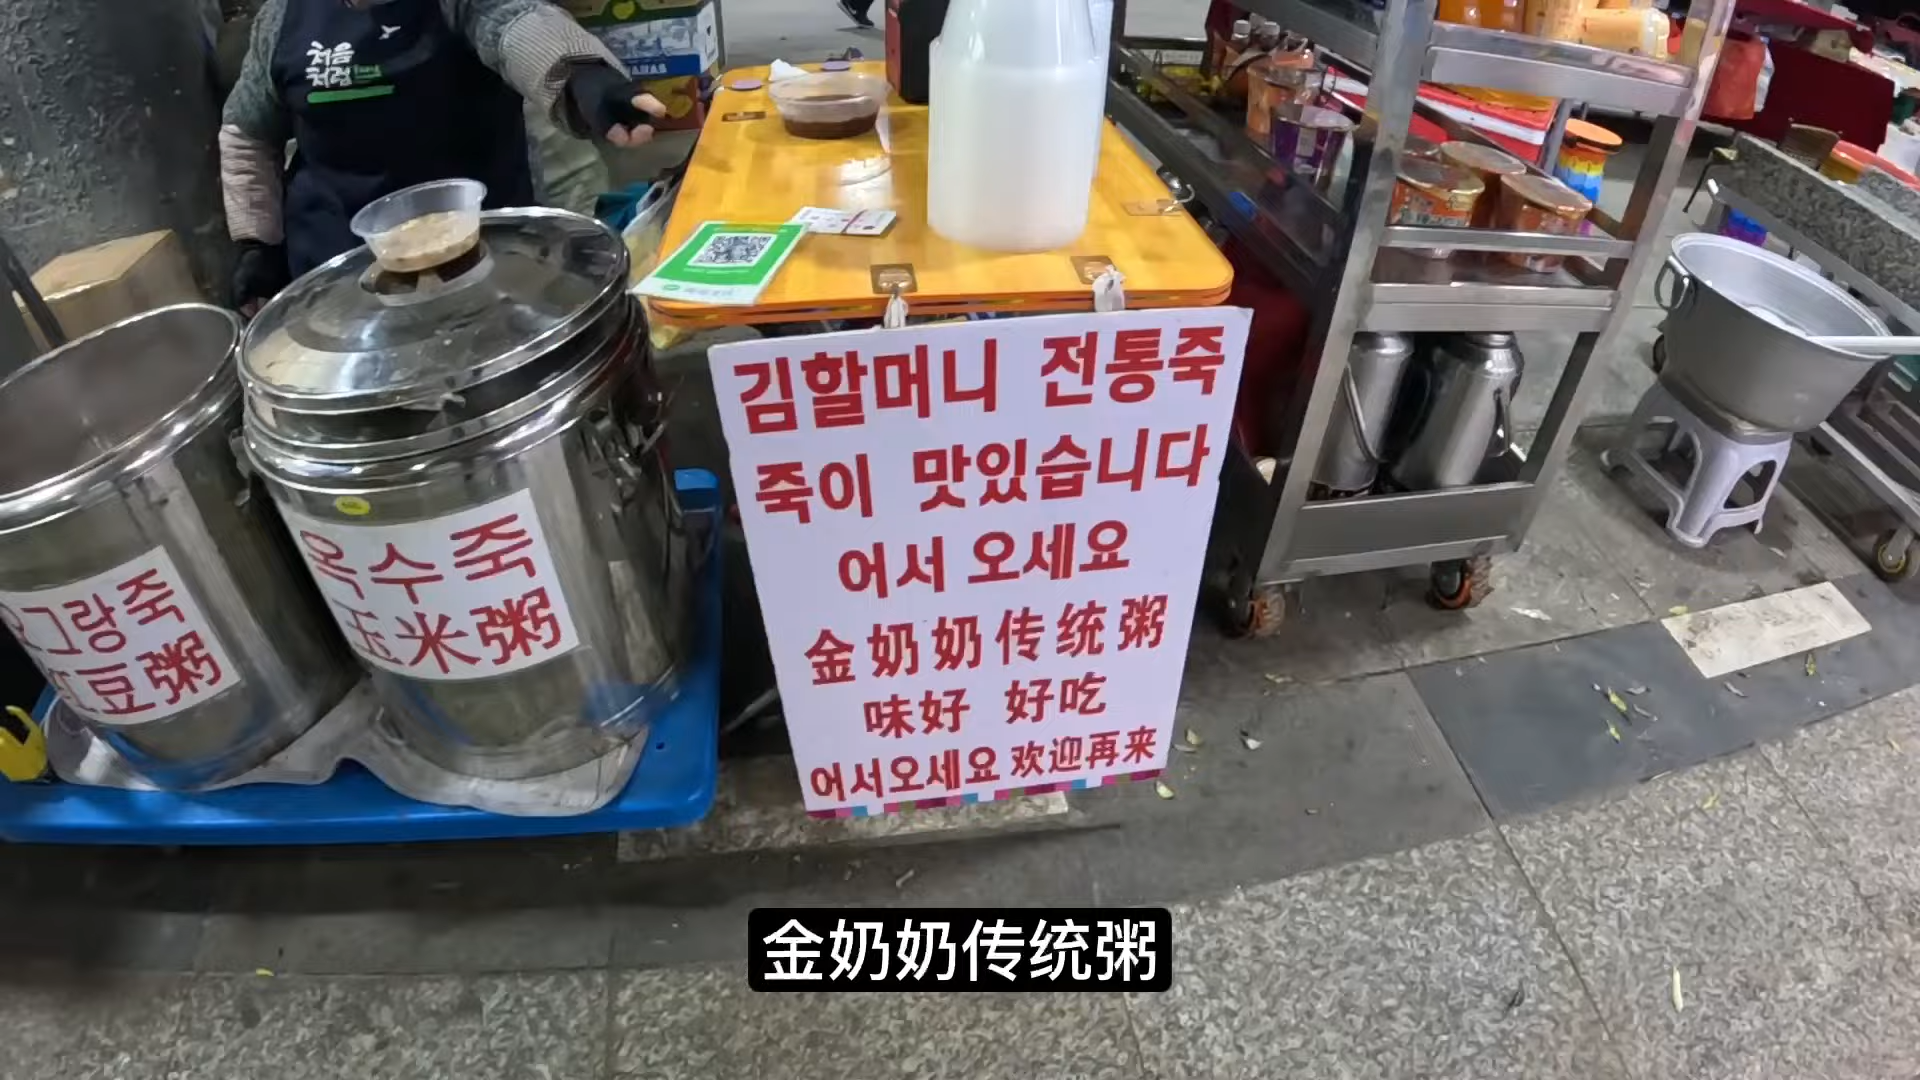 처음
처럼
김할머니 전통죽
죽이 맛있습니다
어서 오세요
金奶奶传统粥
味好 好吃
어서오세요 欢迎再来
옥수죽
玉米粥
그랑죽
豆粥
金奶奶传统粥